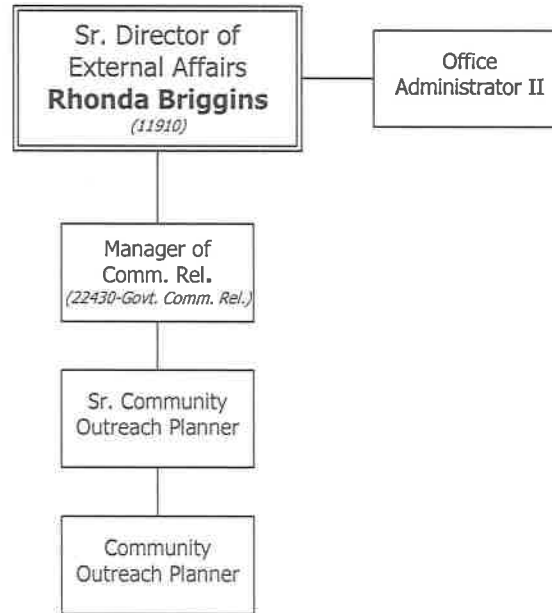 Sr. Director of
External Affairs
Rhonda Briggins
(11910)
Office
Administrator II
Manager of
Comm. Rel.
(22430-Govt. Comm. Rel.)
Sr. Community
Outreach Planner
Community
Outreach Planner